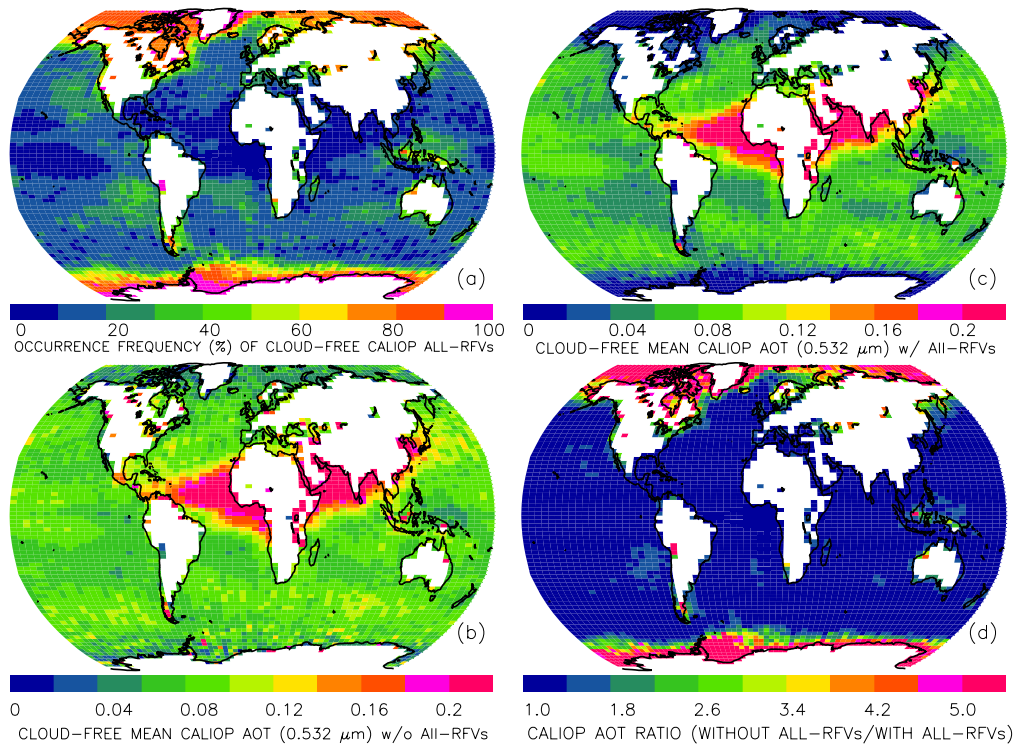 (a)
0 20 40 60 80 100
OCCURRENCE FREQUENCY (%) OF CLOUD-FREE CALIOP ALL-RFVs
(c)
0 0.04 0.08 0.12 0.16 0.2
CLOUD-FREE MEAN CALIOP AOT (0.532 μm) w/ All-RFVs
(b)
0 0.04 0.08 0.12 0.16 0.2
CLOUD-FREE MEAN CALIOP AOT (0.532 μm) w/o All-RFVs
(d)
1.0 1.8 2.6 3.4 4.2 5.0
CALIOP AOT RATIO (WITHOUT ALL-RFVs/WITH ALL-RFVs)